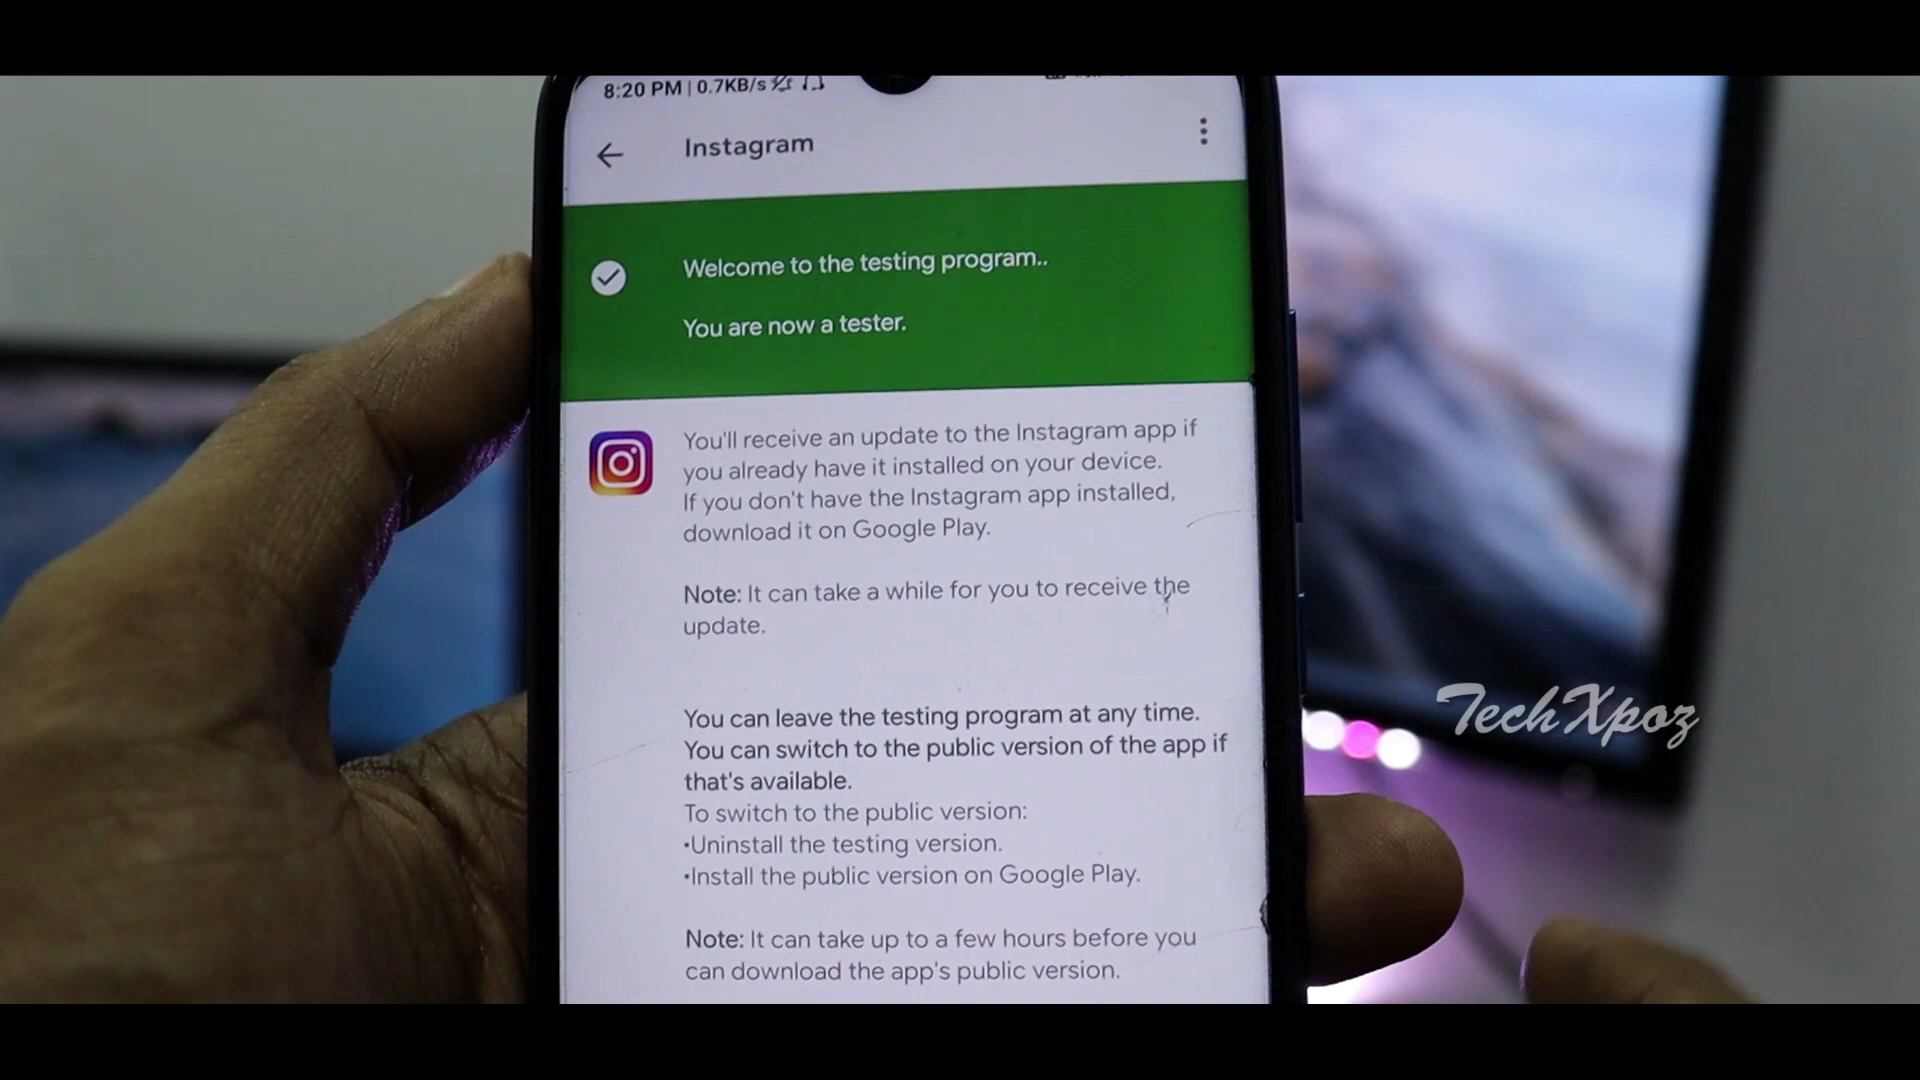 8:20 PM | 0.7KB/s
Instagram
Welcome to the testing program..
You are now a tester.
You'll receive an update to the Instagram app if
you already have it installed on your device.
If you don't have the Instagram app installed,
download it on Google Play.
Note: It can take a while for you to receive the
update.
You can leave the testing program at any time.
You can switch to the public version of the app if
that's available.
To switch to the public version:
•Uninstall the testing version.
•Install the public version on Google Play.
Note: It can take up to a few hours before you
can download the app's public version.
TechXpoz